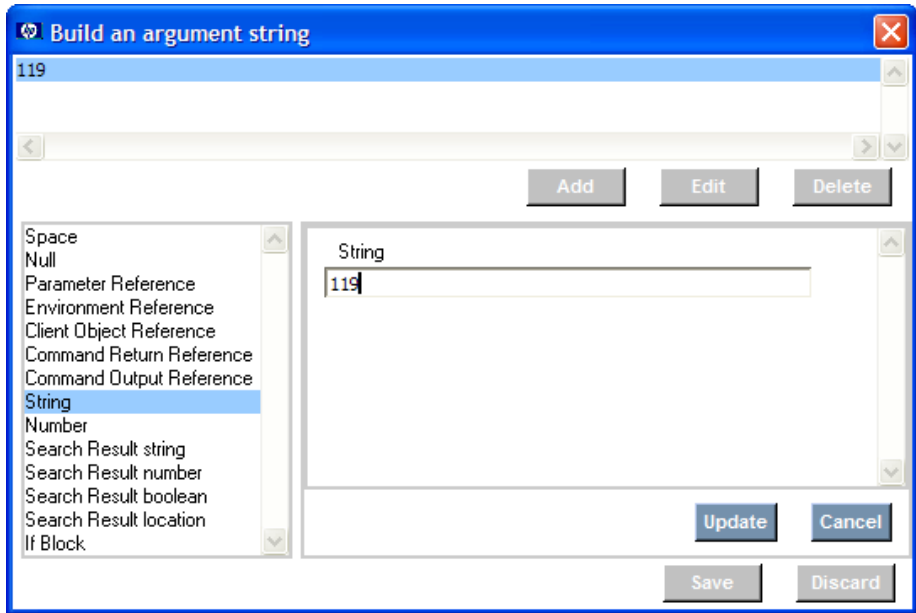 hp Build an argument string
119
Add Edit Delete
Space
Null
Parameter Reference
Environment Reference
Client Object Reference
Command Return Reference
Command Output Reference
String
Number
Search Result string
Search Result number
Search Result boolean
Search Result location
If Block
String
119
Update Cancel
Save Discard